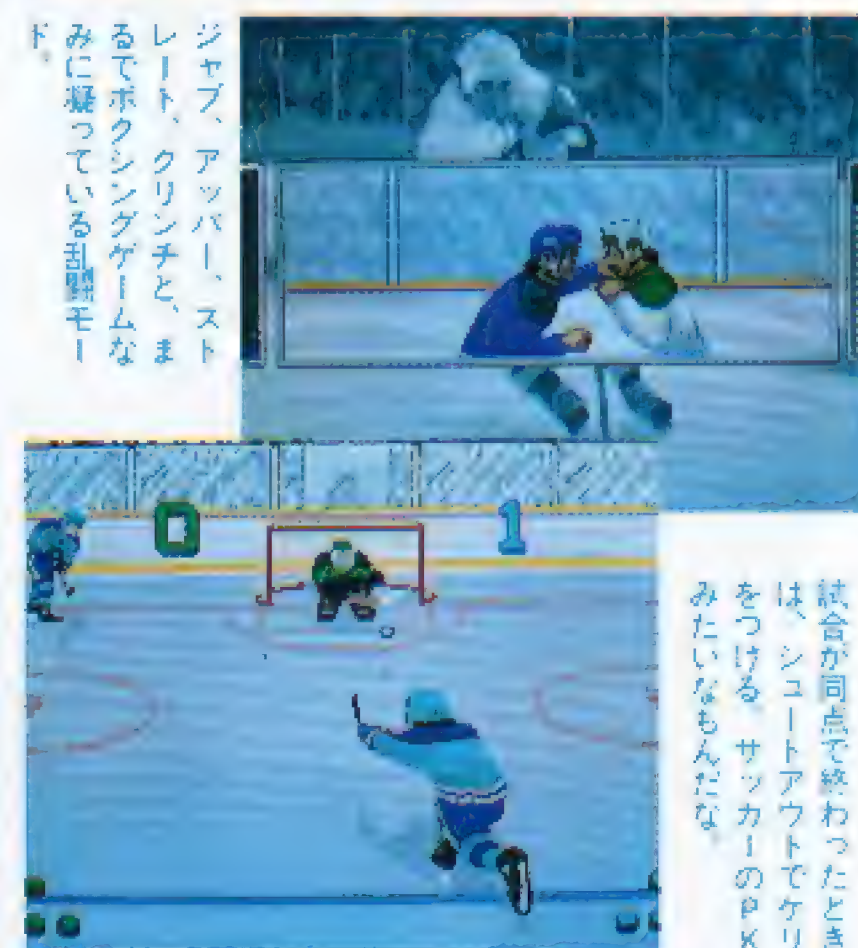 ジャブ、アッパー、スト
レート、クリンチと、ま
るでボクシングゲームな
みに凝っている乱闘モー
ド。
0
1
試合が同点で終わったとき
は、シュートアウトでケリ
をつける。サッカーのPK
みたいなもんだな。